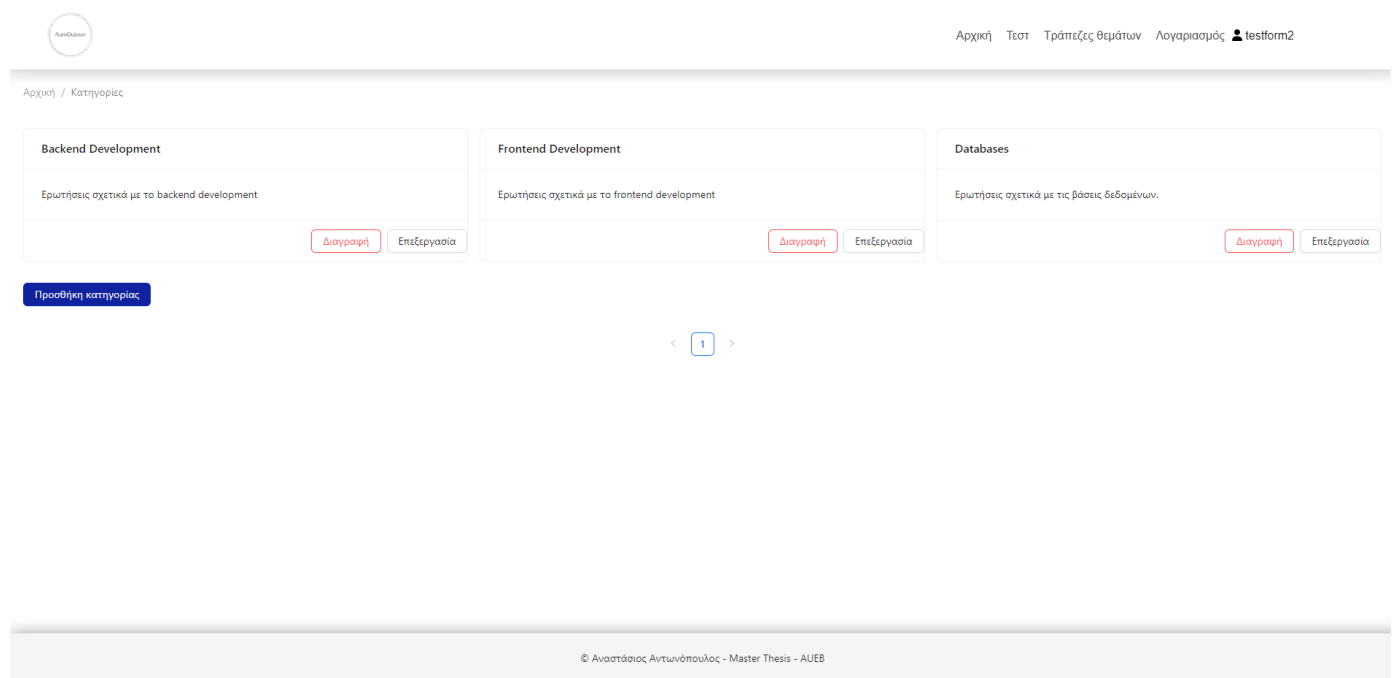 AutoQuizzer
Αρχική Τεστ Τράπεζες θεμάτων Λογαριασμός testform2
Αρχική / Κατηγορίες
Backend Development
Ερωτήσεις σχετικά με το backend development
Διαγραφή Επεξεργασία
Frontend Development
Ερωτήσεις σχετικά με το frontend development
Διαγραφή Επεξεργασία
Databases
Ερωτήσεις σχετικά με τις βάσεις δεδομένων.
Διαγραφή Επεξεργασία
Προσθήκη κατηγορίας
< 1 >
© Αναστάσιος Αντωνόπουλος - Master Thesis - AUEB